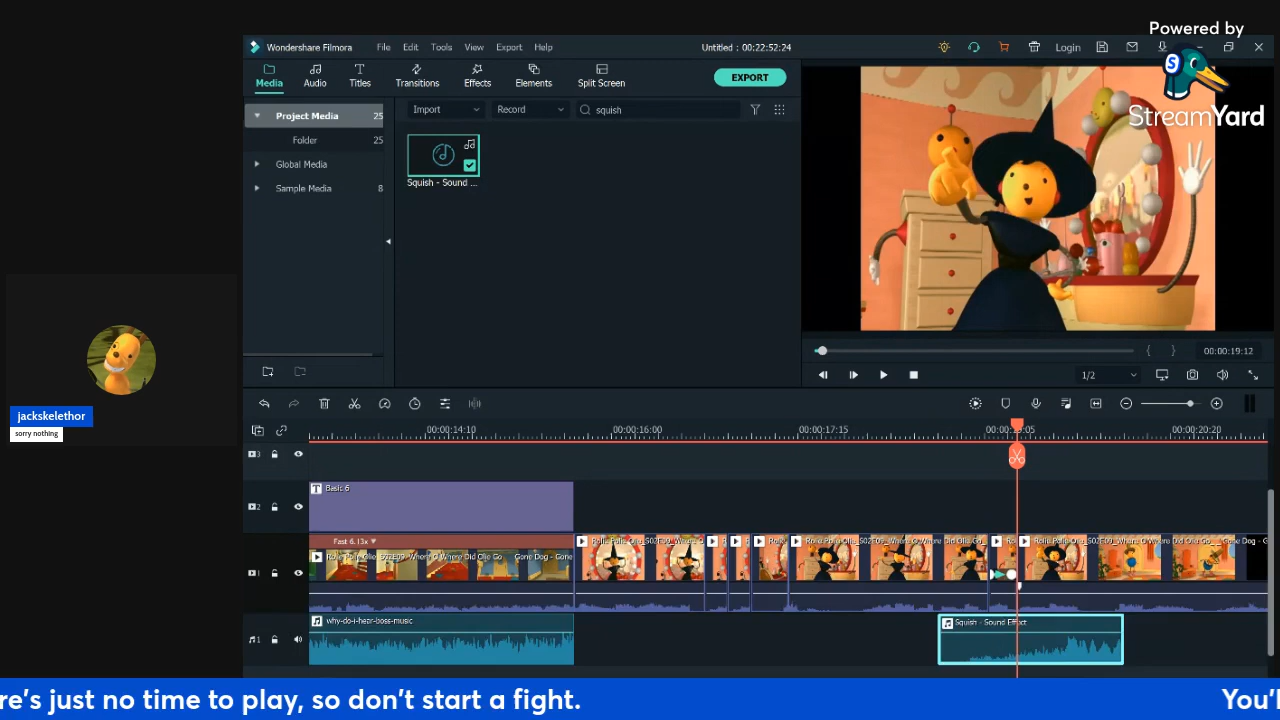 Powered by
StreamYard
Wondershare Filmora
File Edit Tools View Export Help
Untitled : 00:22:52:24
Login
Media Audio Titles Transitions Effects Elements Split Screen
EXPORT
Project Media 25
Folder 25
Global Media
Sample Media 8
Import
Record
squish
Squish - Sound ...
00:00:19:12
1/2
jackskelethor
sorry nothing
00:00:14:10 00:00:16:00 00:00:17:15 00:00:20:20
3
2
Basic 6
Fast 6.13x
1
why-do-i-hear-boss-music
Squish - Sound Effect
1
re's just no time to play, so don't start a fight.
You'l